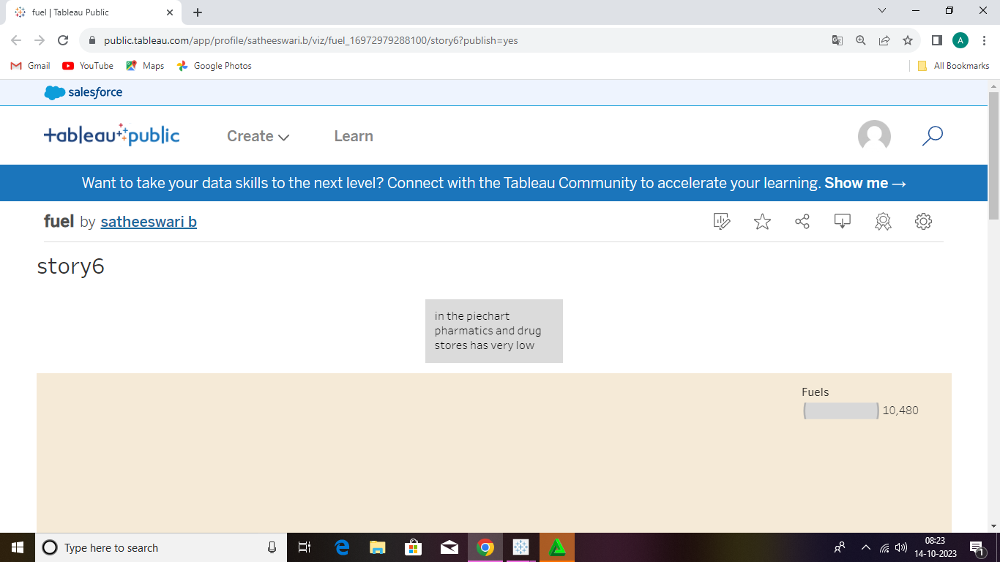 fuel | Tableau Public
public.tableau.com/app/profile/satheeswari.b/viz/fuel_16972979288100/story6?publish=yes
A
Gmail
YouTube
Maps
Google Photos
All Bookmarks
salesforce
+ableau public
Create
Learn
Want to take your data skills to the next level? Connect with the Tableau Community to accelerate your learning. Show me →
fuel by satheeswari b
story6
in the piechart
pharmatics and drug
stores has very low
Fuels
10,480
Type here to search
08:23
14-10-2023
1